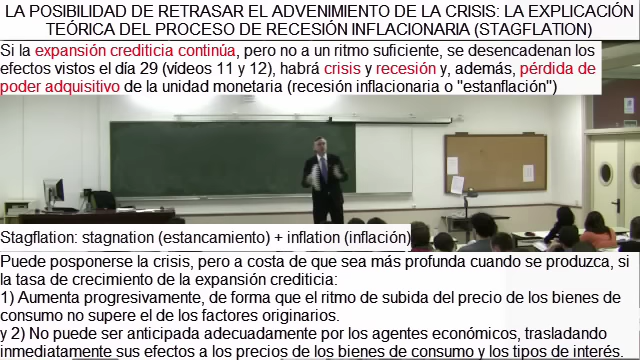 LA POSIBILIDAD DE RETRASAR EL ADVENIMIENTO DE LA CRISIS: LA EXPLICACIÓN
TEÓRICA DEL PROCESO DE RECESIÓN INFLACIONARIA (STAGFLATION)
Si la expansión crediticia continúa, pero no a un ritmo suficiente, se desencadenan los
efectos vistos el día 29 (vídeos 11 y 12), habrá crisis y recesión y, además, pérdida de
poder adquisitivo de la unidad monetaria (recesión inflacionaria o "estanflación")
Stagflation: stagnation (estancamiento) + inflation (inflación)
Puede posponerse la crisis, pero a costa de que sea más profunda cuando se produzca, si
la tasa de crecimiento de la expansión crediticia:
1) Aumenta progresivamente, de forma que el ritmo de subida del precio de los bienes de
consumo no supere el de los factores originarios.
y 2) No puede ser anticipada adecuadamente por los agentes económicos, trasladando
inmediatamente sus efectos a los precios de los bienes de consumo y los tipos de interés.